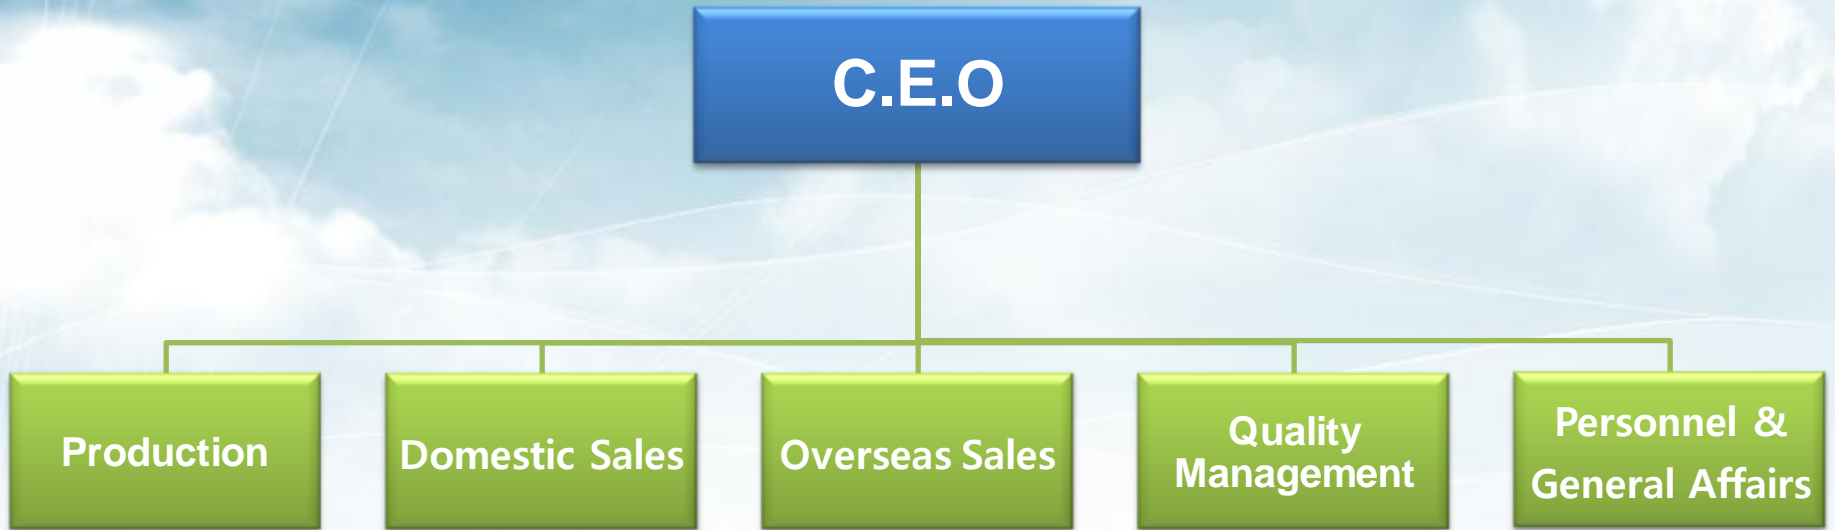 C.E.O
Production
Domestic Sales
Overseas Sales
Quality
Management
Personnel &
General Affairs